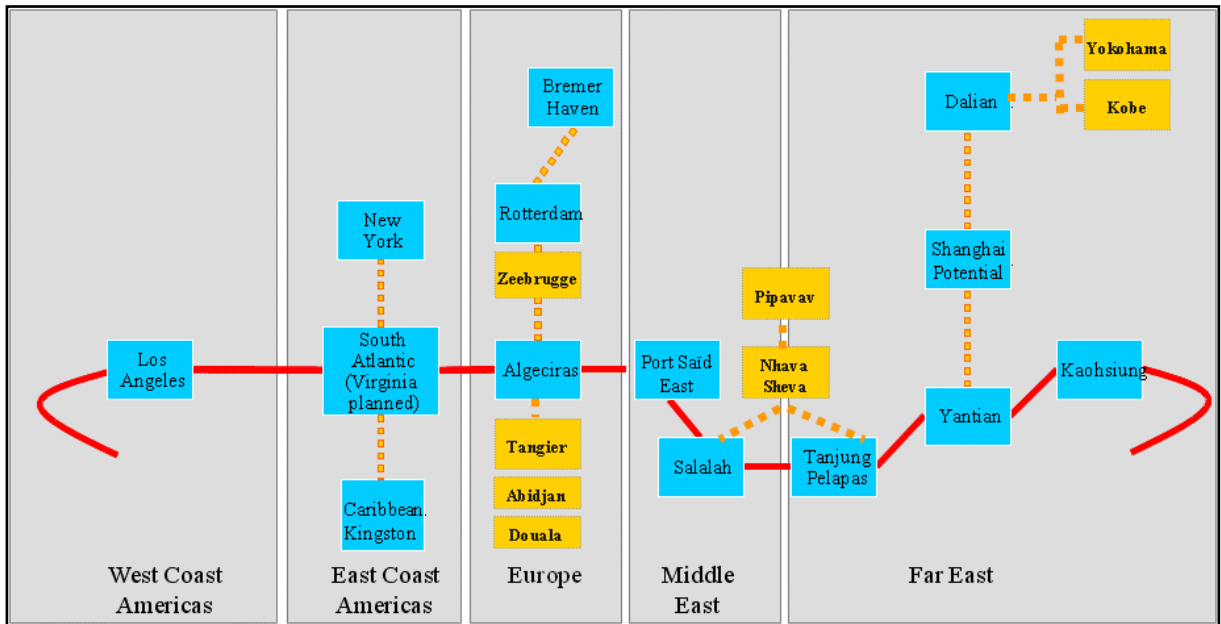 Los
Angeles
West Coast
Americas
New
York
South
Atlantic
(Virginia
planned)
Caribbean.
Kingston
East Coast
Americas
Bremer
Haven
Rotterdam
Zeebrugge
Algeciras
Tangier
Abidjan
Douala
Europe
Port Saïd
East
Salalah
Middle
East
Pipavav
Nhava
Sheva
Tanjung
Pelapas
Yokohama
Kobe
Dalian .
Shanghai
Potential .
Yantian
Kaohsiung
Far East